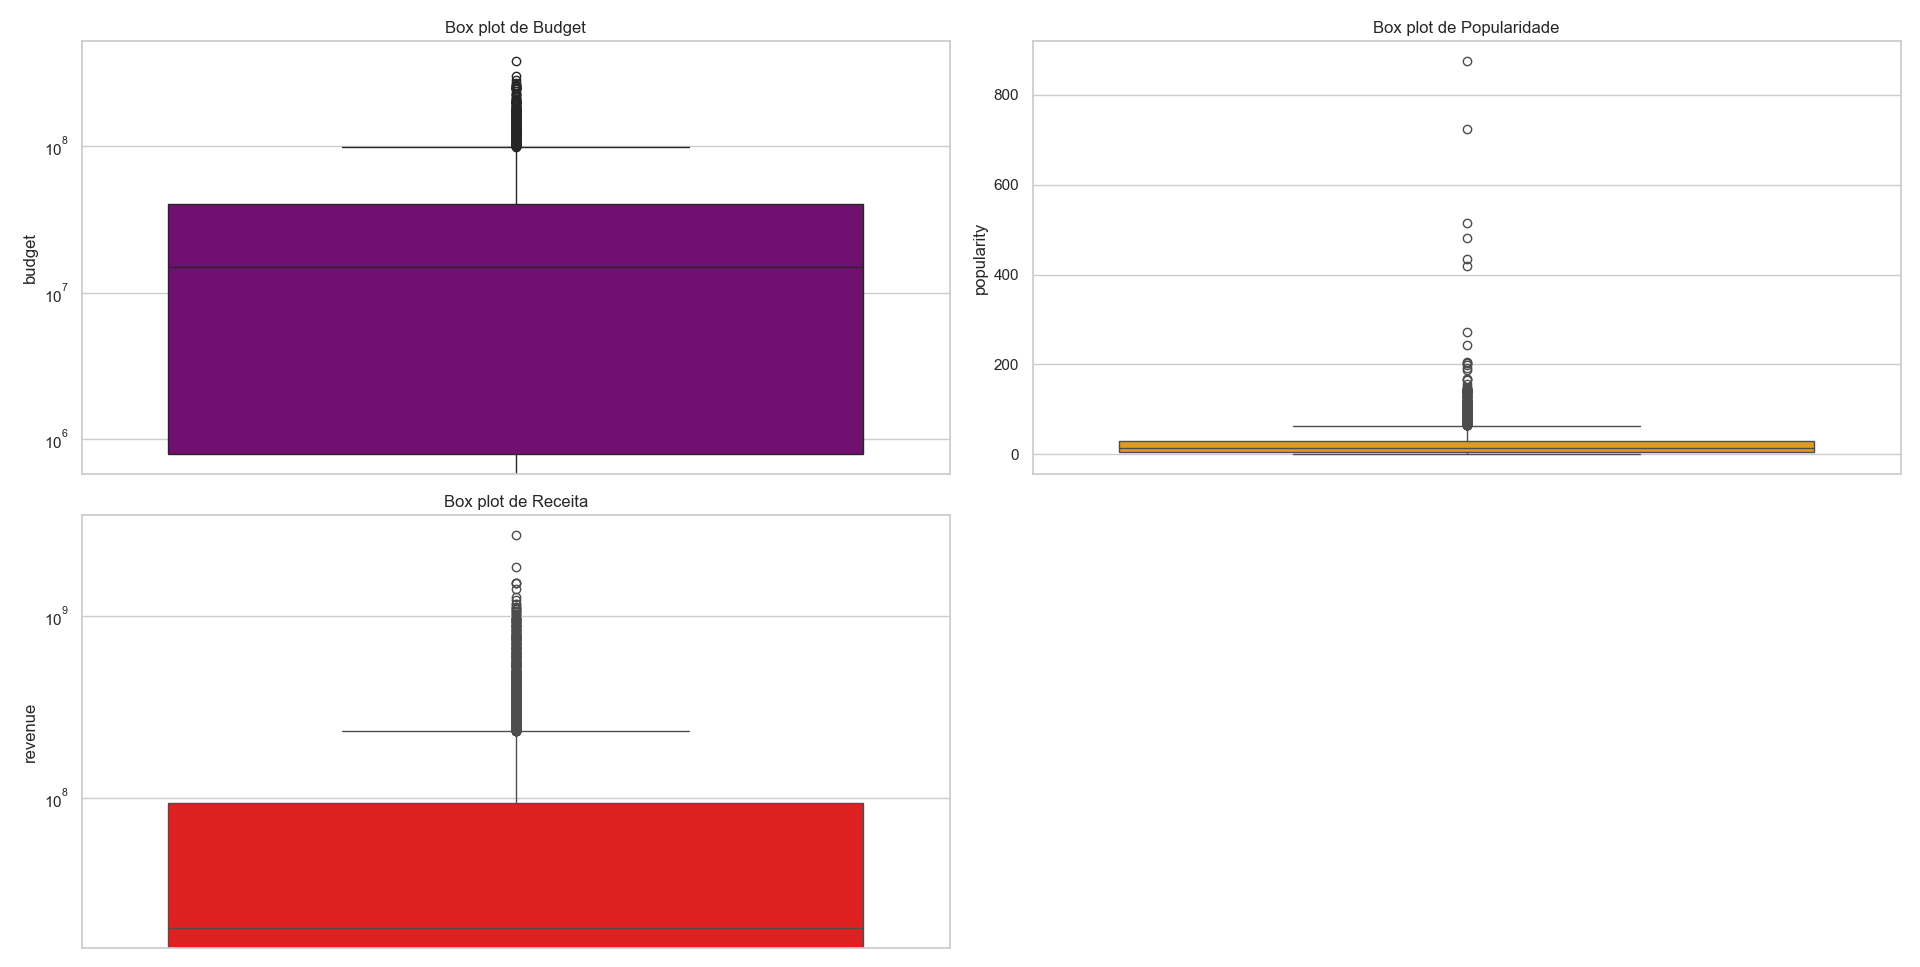 Box plot de Budget
budget
10^8
10^7
10^6
Box plot de Popularidade
popularity
800
600
400
200
0
Box plot de Receita
revenue
10^9
10^8